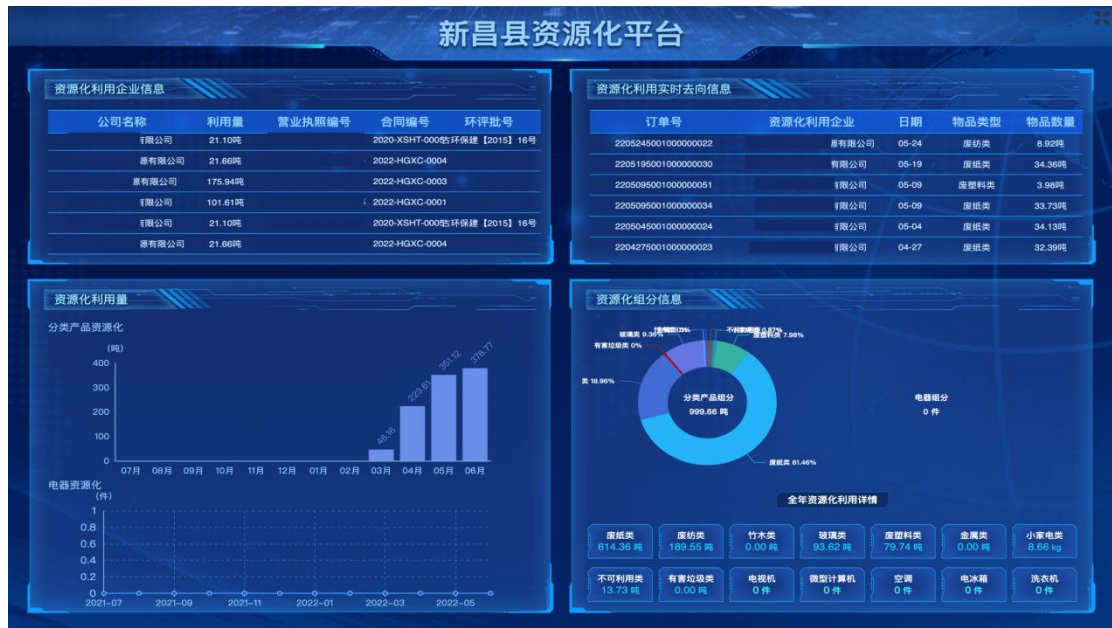 新昌县资源化平台
资源化利用企业信息
公司名称 利用量 营业执照编号 合同编号 环评批号
有限公司 21.10吨 2020-XSHT-0005 环保建【2015】16号
源有限公司 21.66吨 2022-HGXC-0004
源有限公司 175.94吨 2022-HGXC-0003
有限公司 101.61吨 2022-HGXC-0001
有限公司 21.10吨 2020-XSHT-0005 环保建【2015】16号
源有限公司 21.66吨 2022-HGXC-0004
资源化利用实时去向信息
订单号 资源化利用企业 日期 物品类型 物品数量
2205245001000000022 源有限公司 05-24 废纺类 8.92吨
2205195001000000030 有限公司 05-19 废纸类 34.36吨
2205095001000000051 有限公司 05-09 废塑料类 3.98吨
2205095001000000034 有限公司 05-09 废纸类 33.73吨
2205045001000000024 有限公司 05-04 废纸类 34.13吨
2204275001000000023 有限公司 04-27 废纸类 32.39吨
资源化利用量
分类产品资源化
(吨)
400
300
200
100
0
46.16 223.61 351.12 378.77
07月 08月 09月 10月 11月 12月 01月 02月 03月 04月 05月 06月
电器资源化
(件)
1
0.8
0.6
0.4
0.2
0
2021-07 2021-09 2021-11 2022-01 2022-03 2022-05
资源化组分信息
玻璃类 9.36%
废塑料类 7.98%
有害垃圾类 0%
类 18.96%
分类产品组分
999.66 吨
废纸类 61.46%
电器组分
0 件
全年资源化利用详情
废纸类 废纺类 竹木类 玻璃类 废塑料类 金属类 小家电类
614.36 吨 189.55 吨 0.00 吨 93.62 吨 79.74 吨 0.00 吨 8.66 kg
不可利用类 有害垃圾类 电视机 微型计算机 空调 电冰箱 洗衣机
13.73 吨 0.00 吨 0 件 0 件 0 件 0 件 0 件